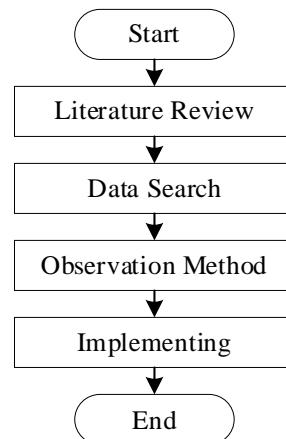 Start
Literature Review
Data Search
Observation Method
Implementing
End